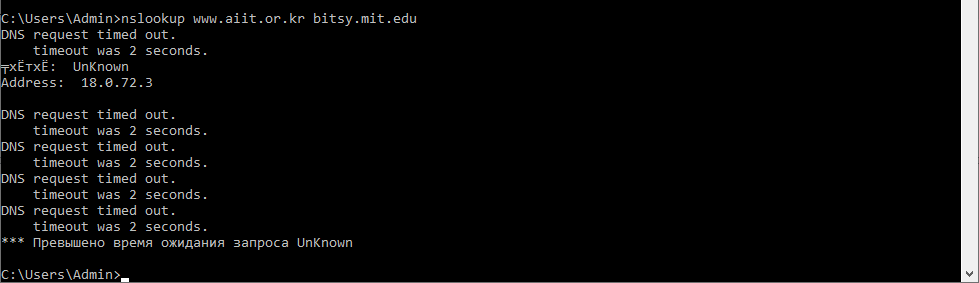 C:\Users\Admin>nslookup www.aiit.or.kr bitsy.mit.edu
DNS request timed out.
    timeout was 2 seconds.
╤хЁтхЁ:  UnKnown
Address:  18.0.72.3

DNS request timed out.
    timeout was 2 seconds.
DNS request timed out.
    timeout was 2 seconds.
DNS request timed out.
    timeout was 2 seconds.
DNS request timed out.
    timeout was 2 seconds.
*** Превышено время ожидания запроса UnKnown

C:\Users\Admin>